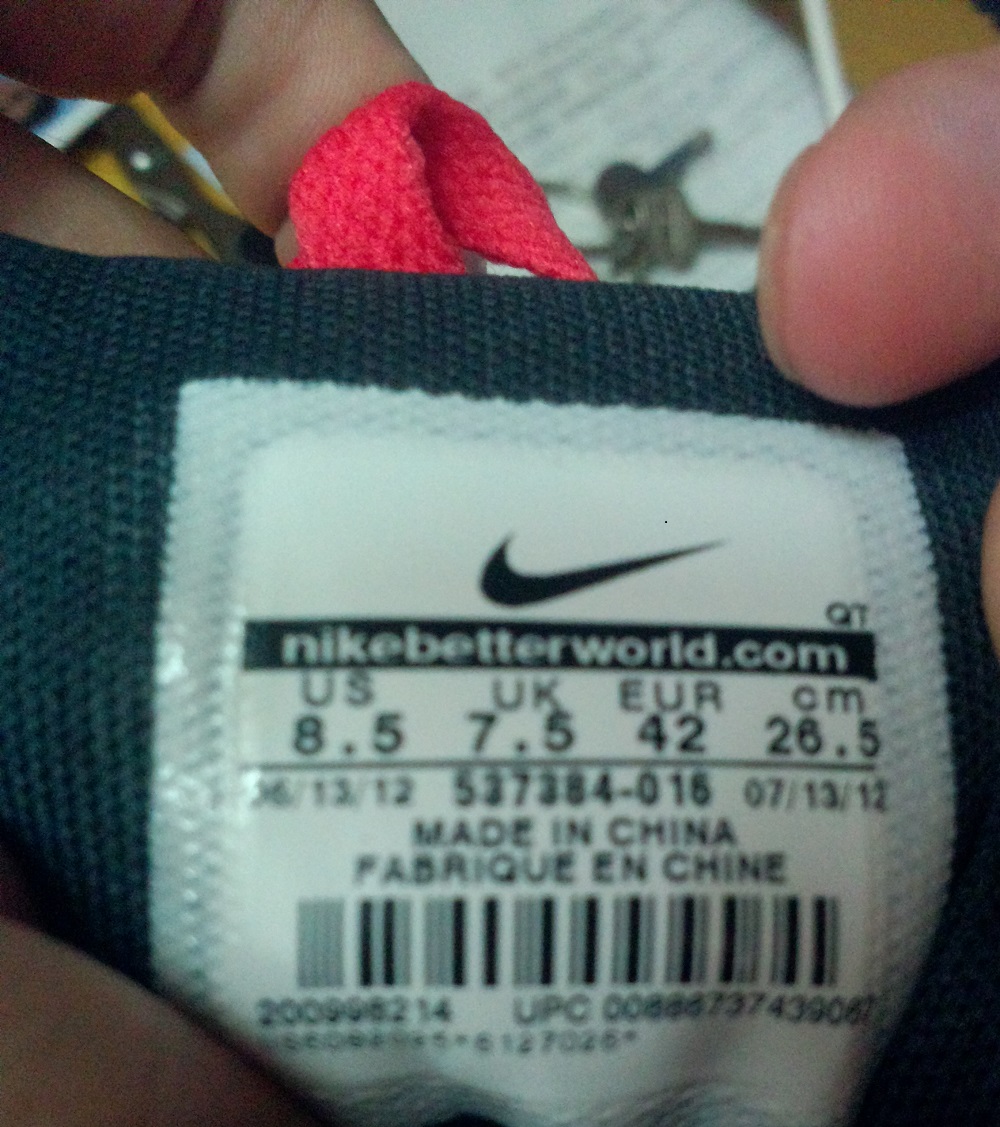 QT
nikebetterworld.com
US UK EUR cm
8.5 7.5 42 26.5
06/13/12 537384-016 07/13/12
MADE IN CHINA
FABRIQUE EN CHINE
200998214 UPC